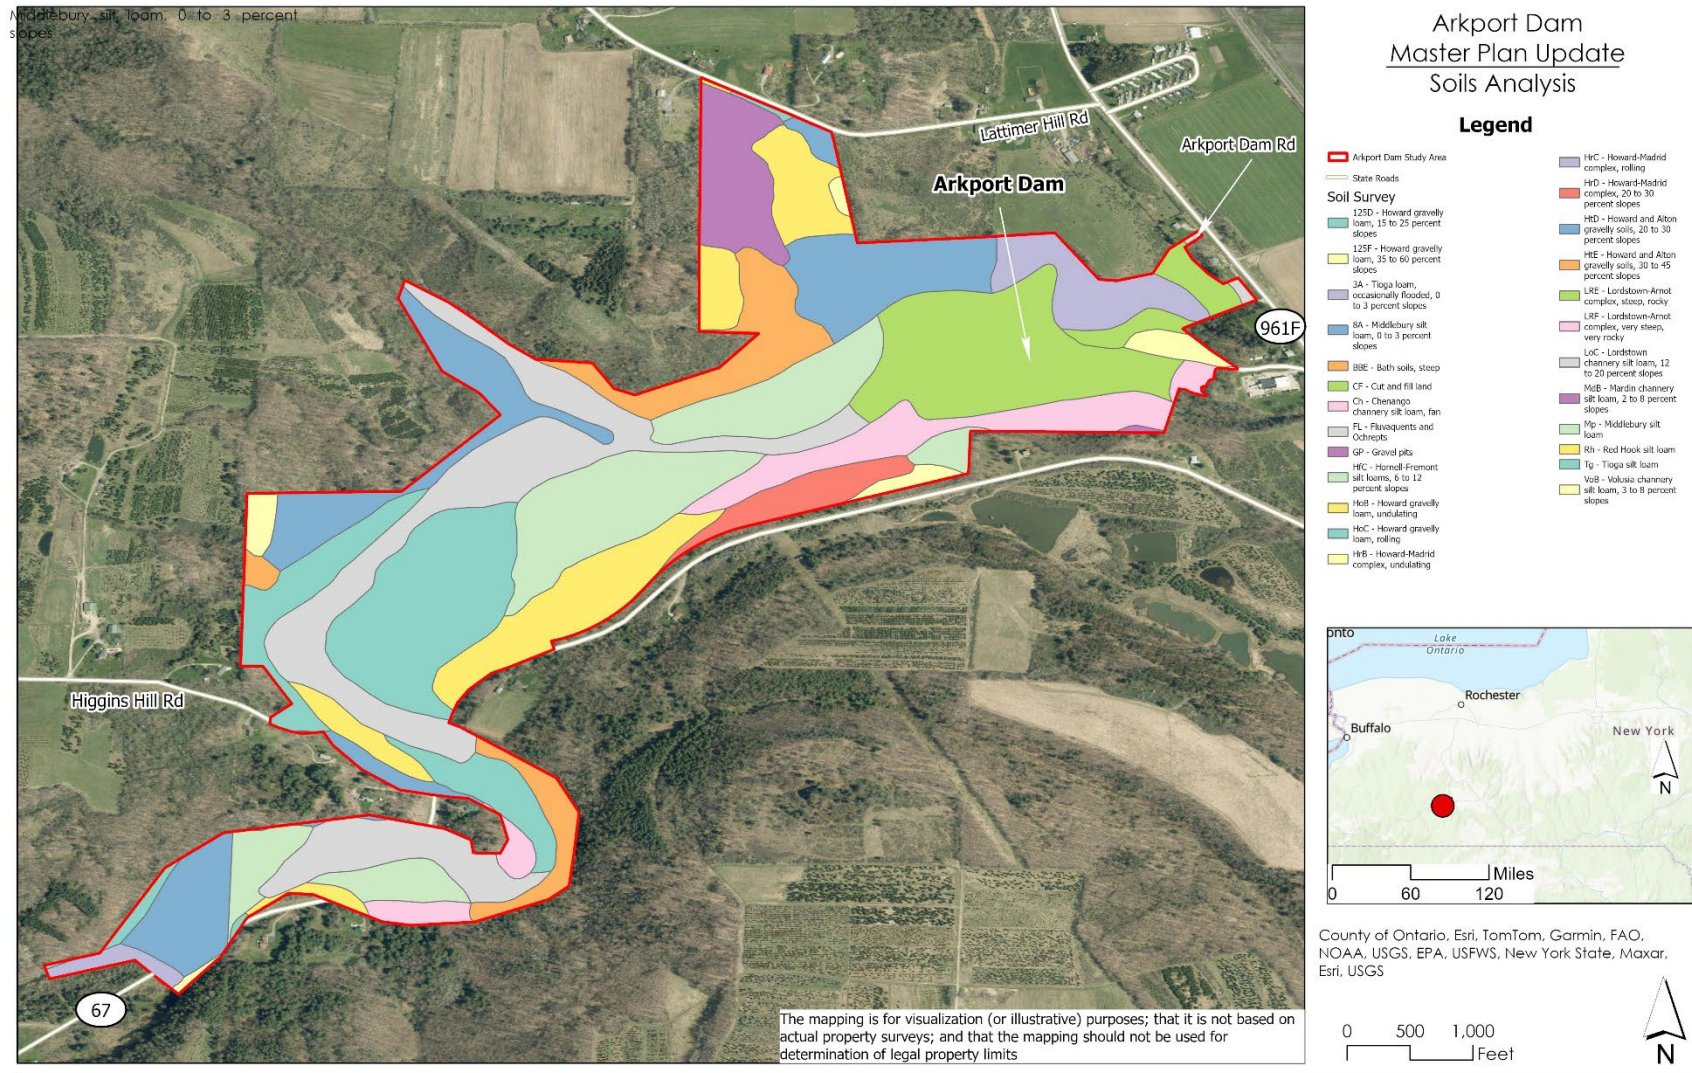 Middlebury silt loam, 0 to 3 percent
slopes
Lattimer Hill Rd
Arkport Dam Rd
Arkport Dam
961F
Higgins Hill Rd
67
The mapping is for visualization (or illustrative) purposes; that it is not based on
actual property surveys; and that the mapping should not be used for
determination of legal property limits
Arkport Dam
Master Plan Update
Soils Analysis
Legend
Arkport Dam Study Area
State Roads
Soil Survey
125D - Howard gravelly
loam, 15 to 25 percent
slopes
125F - Howard gravelly
loam, 35 to 60 percent
slopes
3A - Tioga loam,
occasionally flooded, 0
to 3 percent slopes
8A - Middlebury silt
loam, 0 to 3 percent
slopes
BBE - Bath soils, steep
CF - Cut and fill land
Ch - Chenango
channery silt loam, fan
FL - Fluvaquents and
Ochrepts
GP - Gravel pits
HfC - Hornell-Fremont
silt loams, 6 to 12
percent slopes
HoB - Howard gravelly
loam, undulating
HoC - Howard gravelly
loam, rolling
HrB - Howard-Madrid
complex, undulating
HrC - Howard-Madrid
complex, rolling
HrD - Howard-Madrid
complex, 20 to 30
percent slopes
HtD - Howard and Alton
gravelly soils, 20 to 30
percent slopes
HtE - Howard and Alton
gravelly soils, 30 to 45
percent slopes
LRE - Lordstown-Arnot
complex, steep, rocky
LRF - Lordstown-Arnot
complex, very steep,
very rocky
LoC - Lordstown
channery silt loam, 12
to 20 percent slopes
MdB - Mardin channery
silt loam, 2 to 8 percent
slopes
Mp - Middlebury silt
loam
Rh - Red Hook silt loam
Tg - Tioga silt loam
VoB - Volusia channery
silt loam, 3 to 8 percent
slopes
onto
Lake
Ontario
Rochester
Buffalo
New York
N
Miles
0 60 120
County of Ontario, Esri, TomTom, Garmin, FAO,
NOAA, USGS, EPA, USFWS, New York State, Maxar,
Esri, USGS
0 500 1,000
Feet
N